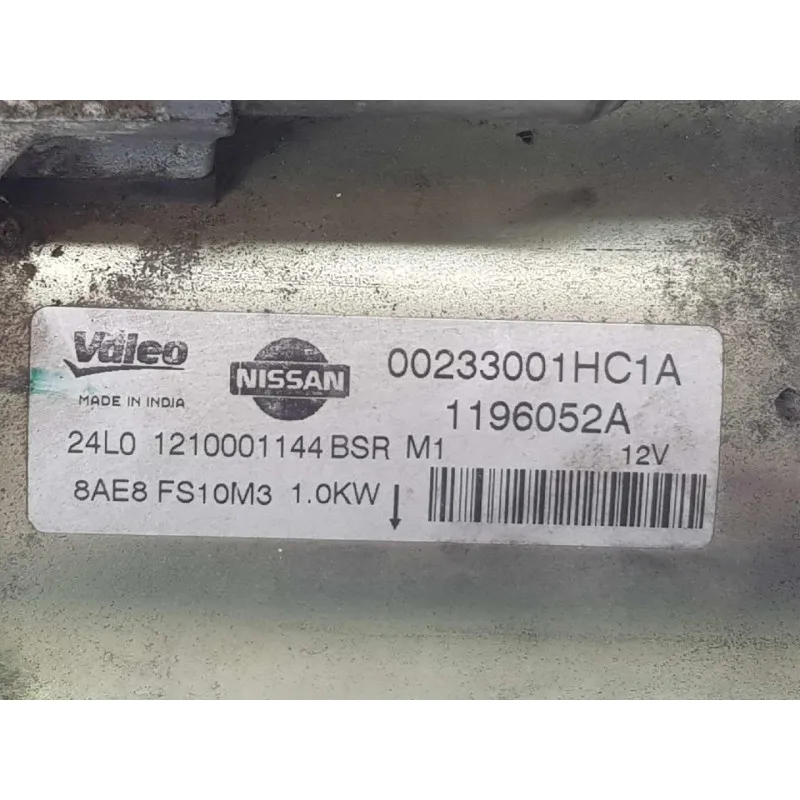 Valeo
MADE IN INDIA
NISSAN
00233001HC1A
1196052A
24L0 1210001144 BSR M1 12V
8AE8 FS10M3 1.0KW